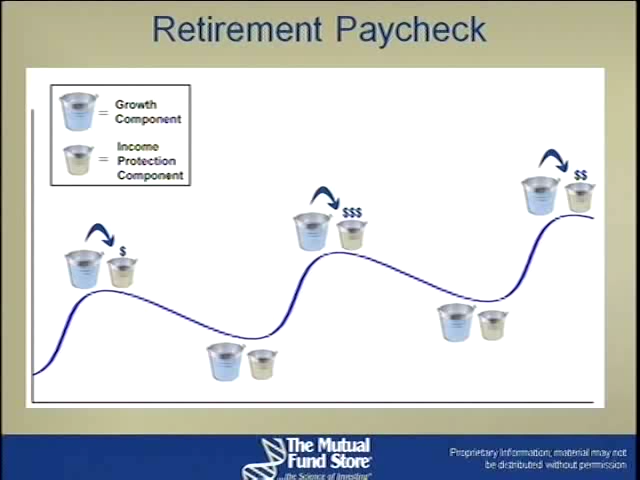 Retirement Paycheck
= Growth
Component
= Income
Protection
Component
$
$$$
$$
The Mutual
Fund Store®
...the Science of Investing™
Proprietary Information; material may not
be distributed without permission